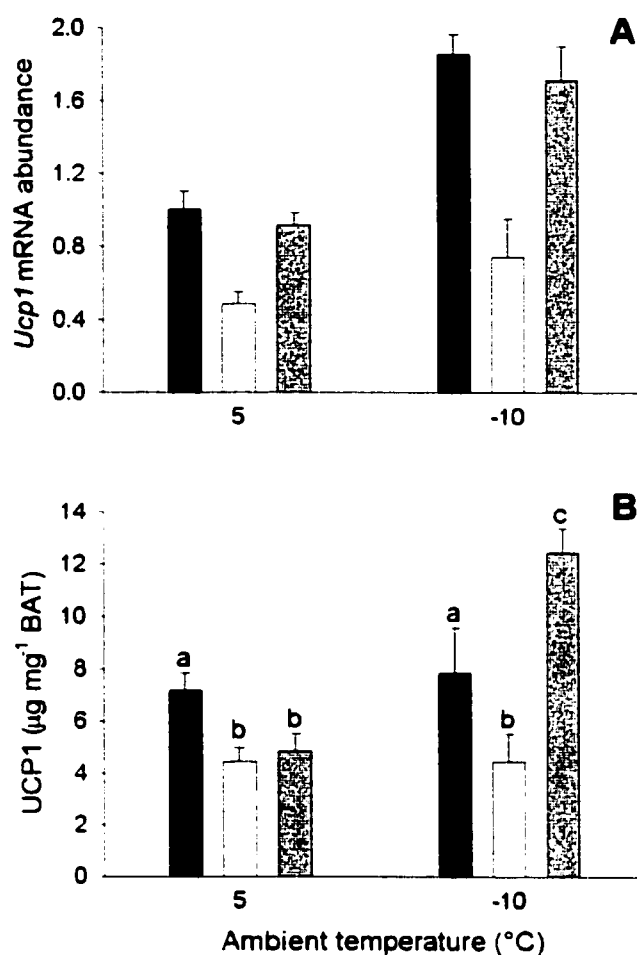 A
2.0
1.6
1.2
0.8
0.4
0.0
Ucp1 mRNA abundance
5 -10
B
14
12
10
8
6
4
2
0
UCP1 (µg mg⁻¹ BAT)
a b b a b c
5 -10
Ambient temperature (°C)